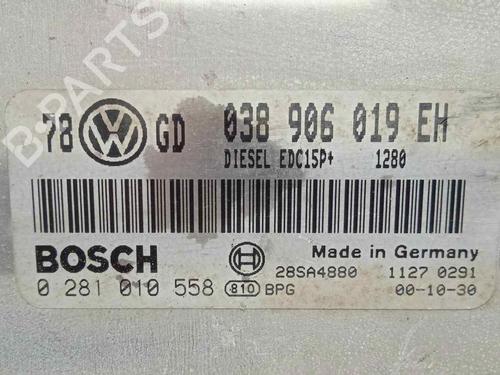 B-PARTS
78 VW GD 038 906 019 EH
DIESEL EDC15P+ 1280
BOSCH
Made in Germany
28SA4880 1127 0291
0 281 010 558 810 BPG 00-10-30